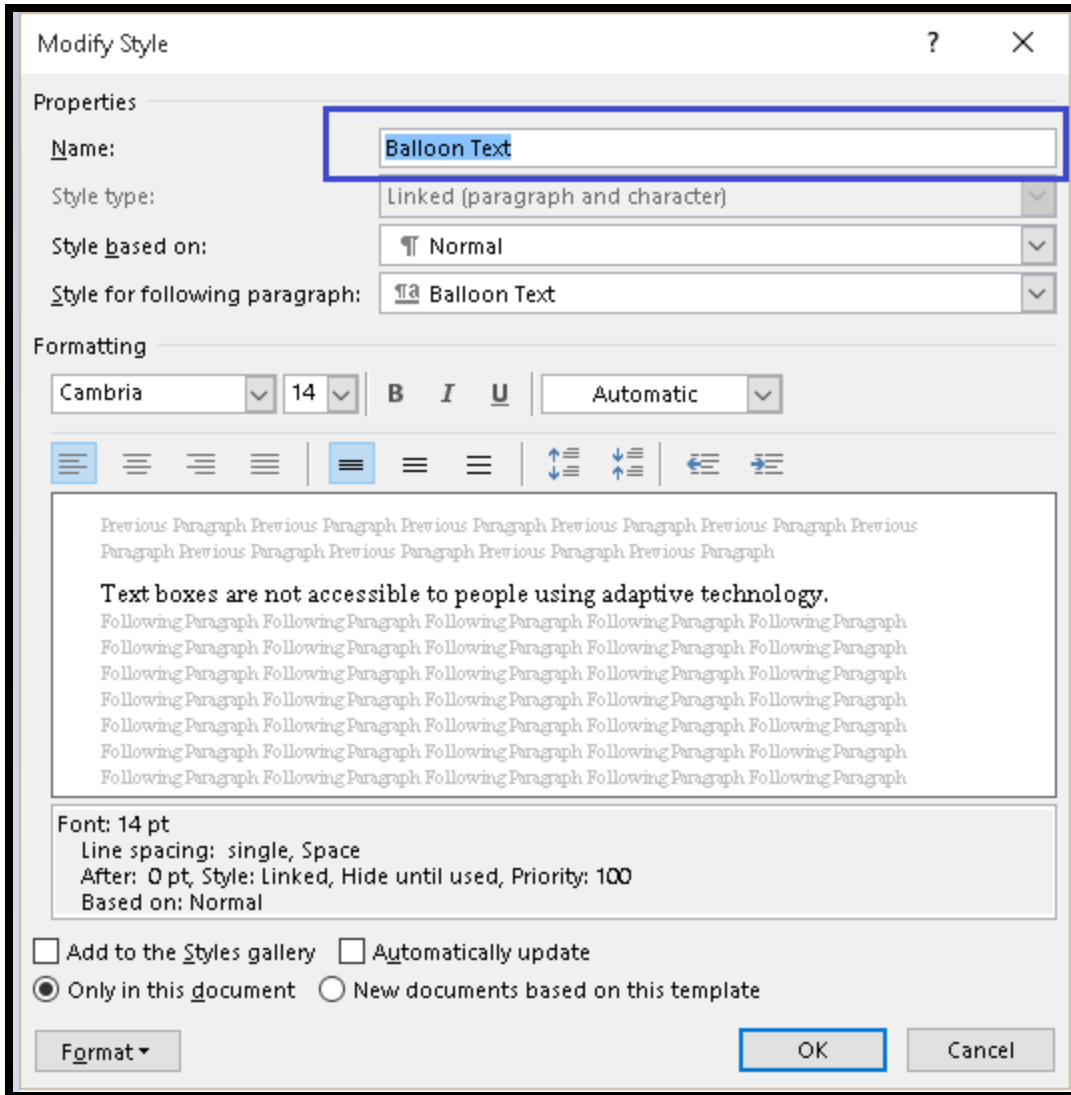 Modify Style ?
Properties
Name: Balloon Text
Style type: Linked (paragraph and character)
Style based on: Normal
Style for following paragraph: Balloon Text
Formatting
Cambria 14 B I U Automatic
Previous Paragraph Previous Paragraph Previous Paragraph Previous Paragraph Previous Paragraph Previous
Paragraph Previous Paragraph Previous Paragraph Previous Paragraph Previous Paragraph
Text boxes are not accessible to people using adaptive technology.
Following Paragraph Following Paragraph Following Paragraph Following Paragraph Following Paragraph
Following Paragraph Following Paragraph Following Paragraph Following Paragraph Following Paragraph
Following Paragraph Following Paragraph Following Paragraph Following Paragraph Following Paragraph
Following Paragraph Following Paragraph Following Paragraph Following Paragraph Following Paragraph
Following Paragraph Following Paragraph Following Paragraph Following Paragraph Following Paragraph
Following Paragraph Following Paragraph Following Paragraph Following Paragraph Following Paragraph
Following Paragraph Following Paragraph Following Paragraph Following Paragraph Following Paragraph
Font: 14 pt
Line spacing: single, Space
After: 0 pt, Style: Linked, Hide until used, Priority: 100
Based on: Normal
Add to the Styles gallery Automatically update
Only in this document New documents based on this template
Format OK Cancel